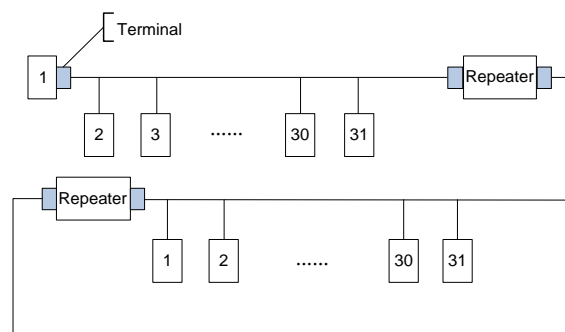 Terminal
1
Repeater
2 3 ...... 30 31
Repeater
1 2 ...... 30 31